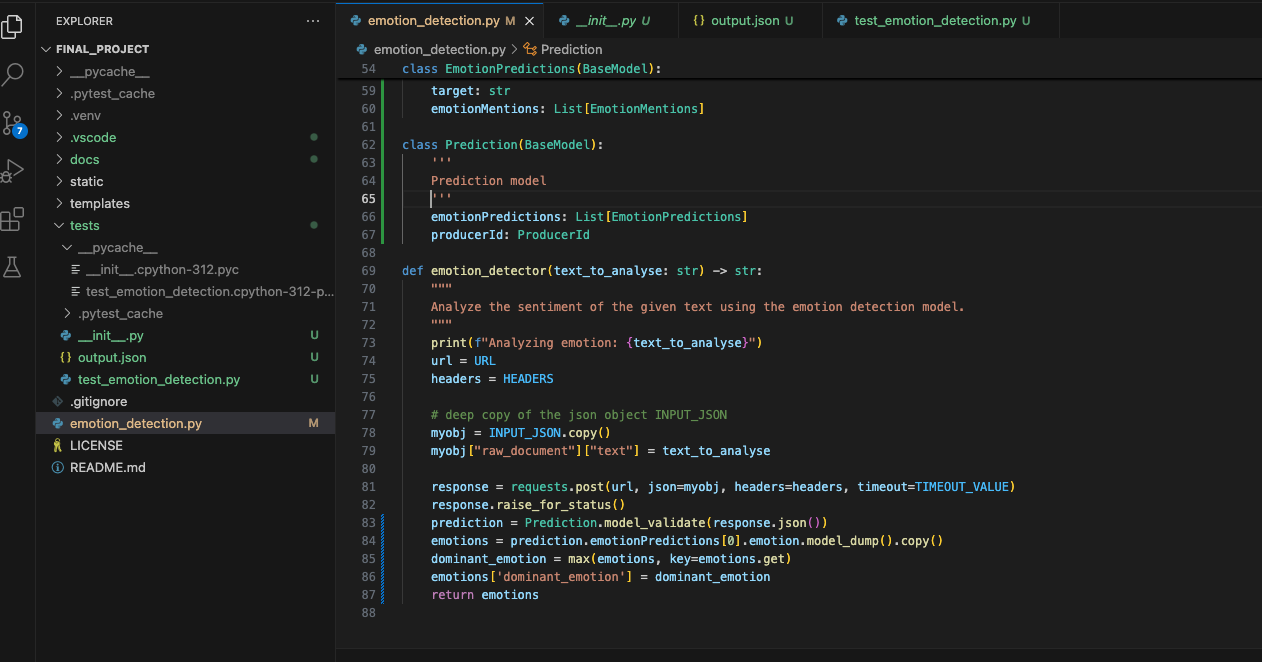 EXPLORER
FINAL_PROJECT
__pycache__
.pytest_cache
.venv
.vscode
docs
static
templates
tests
__pycache__
__init__.cpython-312.pyc
test_emotion_detection.cpython-312-p...
.pytest_cache
__init__.py U
output.json U
test_emotion_detection.py U
.gitignore
emotion_detection.py M
LICENSE
README.md
7
emotion_detection.py M
__init__.py U
{} output.json U
test_emotion_detection.py U
emotion_detection.py > Prediction
54 class EmotionPredictions(BaseModel):
59     target: str
60     emotionMentions: List[EmotionMentions]
61
62 class Prediction(BaseModel):
63     '''
64     Prediction model
65     '''
66     emotionPredictions: List[EmotionPredictions]
67     producerId: ProducerId
68
69 def emotion_detector(text_to_analyse: str) -> str:
70     """
71     Analyze the sentiment of the given text using the emotion detection model.
72     """
73     print(f"Analyzing emotion: {text_to_analyse}")
74     url = URL
75     headers = HEADERS
76
77     # deep copy of the json object INPUT_JSON
78     myobj = INPUT_JSON.copy()
79     myobj["raw_document"]["text"] = text_to_analyse
80
81     response = requests.post(url, json=myobj, headers=headers, timeout=TIMEOUT_VALUE)
82     response.raise_for_status()
83     prediction = Prediction.model_validate(response.json())
84     emotions = prediction.emotionPredictions[0].emotion.model_dump().copy()
85     dominant_emotion = max(emotions, key=emotions.get)
86     emotions['dominant_emotion'] = dominant_emotion
87     return emotions
88